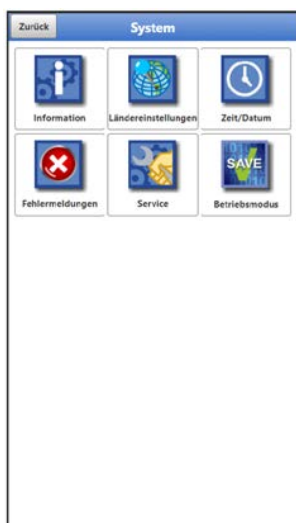 Zurück
System
Information
Ländereinstellungen
Zeit/Datum
Fehlermeldungen
Service
SAVE
Betriebsmodus